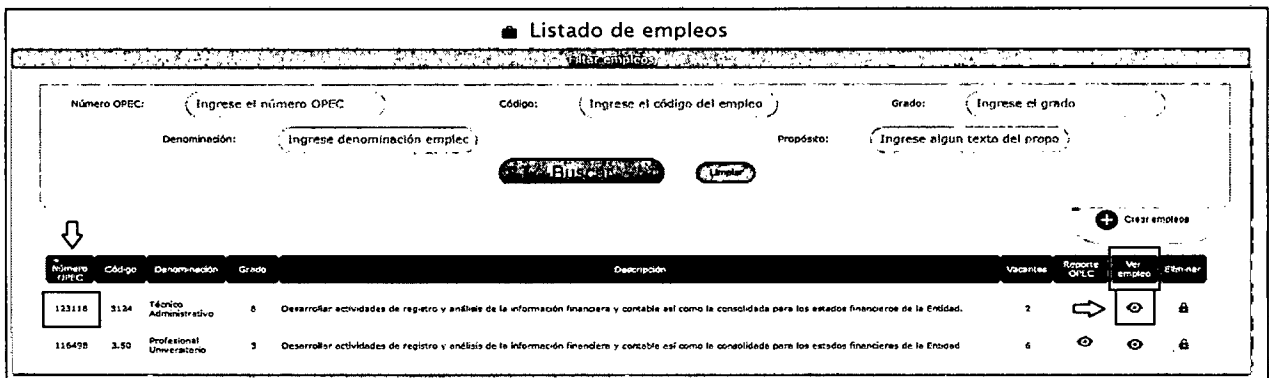 Listado de empleos
Filtrar empleos
Número OPEC: Ingrese el número OPEC Código: Ingrese el código del empleo Grado: Ingrese el grado
Denominación: Ingrese denominación emplec Propósito: Ingrese algun texto del propo
Buscar Limpiar
Crear empleos
Número OPEC Código Denominación Grado Descripción Vacantes Reporte OPEC Ver empleo Eliminar
123118 3124 Técnico Administrativo 8 Desarrollar actividades de registro y análisis de la información financiera y contable así como la consolidada para los estados financieros de la Entidad. 2
116498 3.50 Profesional Universitario 3 Desarrollar actividades de registro y análisis de la información financiera y contable así como la consolidada para los estados financieros de la Entidad 6